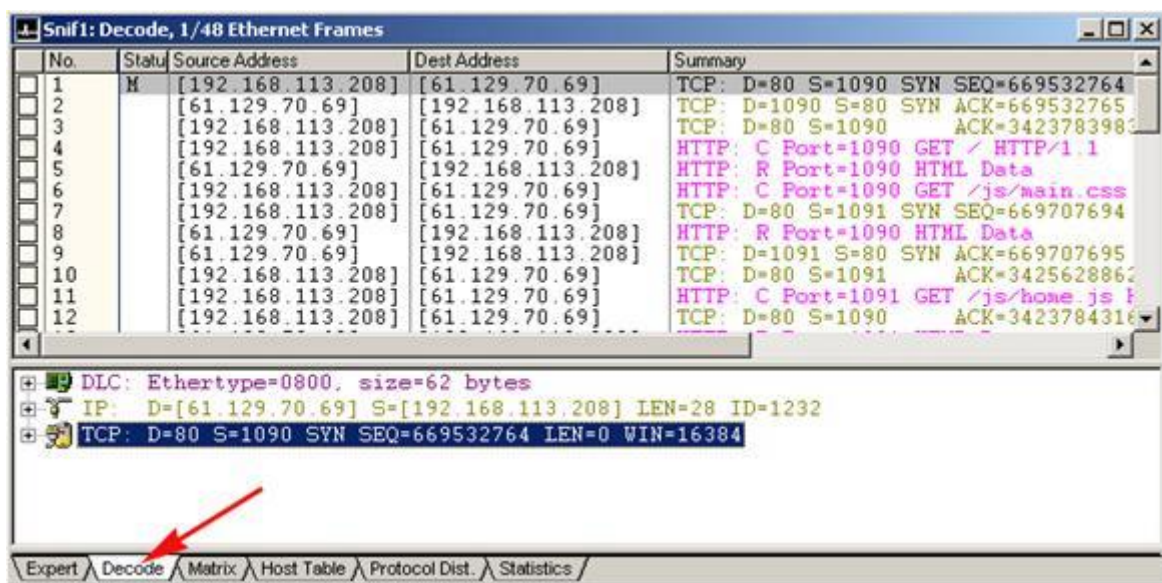 Snif1: Decode, 1/48 Ethernet Frames
No. Statu Source Address Dest Address Summary
1 M [192.168.113.208] [61.129.70.69] TCP: D=80 S=1090 SYN SEQ=669532764
2 [61.129.70.69] [192.168.113.208] TCP: D=1090 S=80 SYN ACK=669532765
3 [192.168.113.208] [61.129.70.69] TCP: D=80 S=1090 ACK=3423783983
4 [192.168.113.208] [61.129.70.69] HTTP: C Port=1090 GET / HTTP/1.1
5 [61.129.70.69] [192.168.113.208] HTTP: R Port=1090 HTML Data
6 [192.168.113.208] [61.129.70.69] HTTP: C Port=1090 GET /js/main.css
7 [192.168.113.208] [61.129.70.69] TCP: D=80 S=1091 SYN SEQ=669707694
8 [61.129.70.69] [192.168.113.208] HTTP: R Port=1090 HTML Data
9 [61.129.70.69] [192.168.113.208] TCP: D=1091 S=80 SYN ACK=669707695
10 [192.168.113.208] [61.129.70.69] TCP: D=80 S=1091 ACK=3425628862
11 [192.168.113.208] [61.129.70.69] HTTP: C Port=1091 GET /js/home.js
12 [192.168.113.208] [61.129.70.69] TCP: D=80 S=1090 ACK=342378431
DLC: Ethertype=0800, size=62 bytes
IP: D=[61.129.70.69] S=[192.168.113.208] LEN=28 ID=1232
TCP: D=80 S=1090 SYN SEQ=669532764 LEN=0 WIN=16384
Expert Decode Matrix Host Table Protocol Dist. Statistics